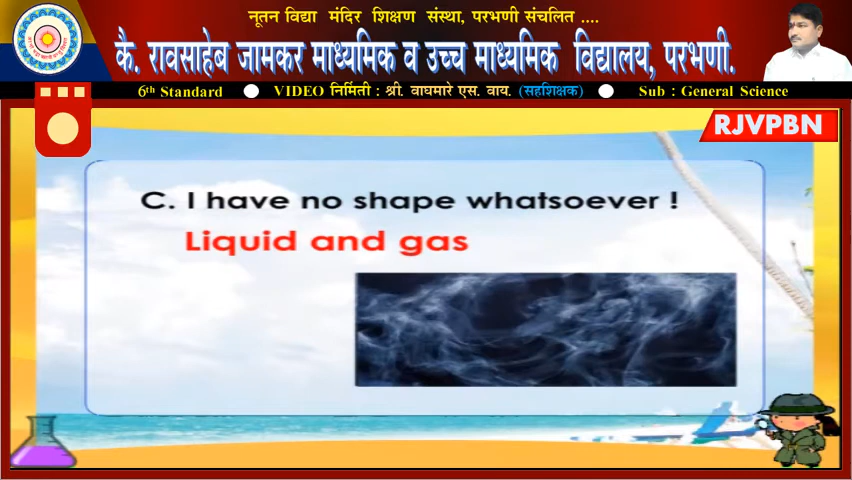 नूतन विद्या मंदिर शिक्षण संस्था, परभणी संचलित ....
कै. रावसाहेब जामकर माध्यमिक व उच्च माध्यमिक विद्यालय, परभणी.
6th Standard VIDEO निर्मिती : श्री. वाघमारे एस. वाय. (सहशिक्षक) Sub : General Science
RJVPBN
C. I have no shape whatsoever !
Liquid and gas